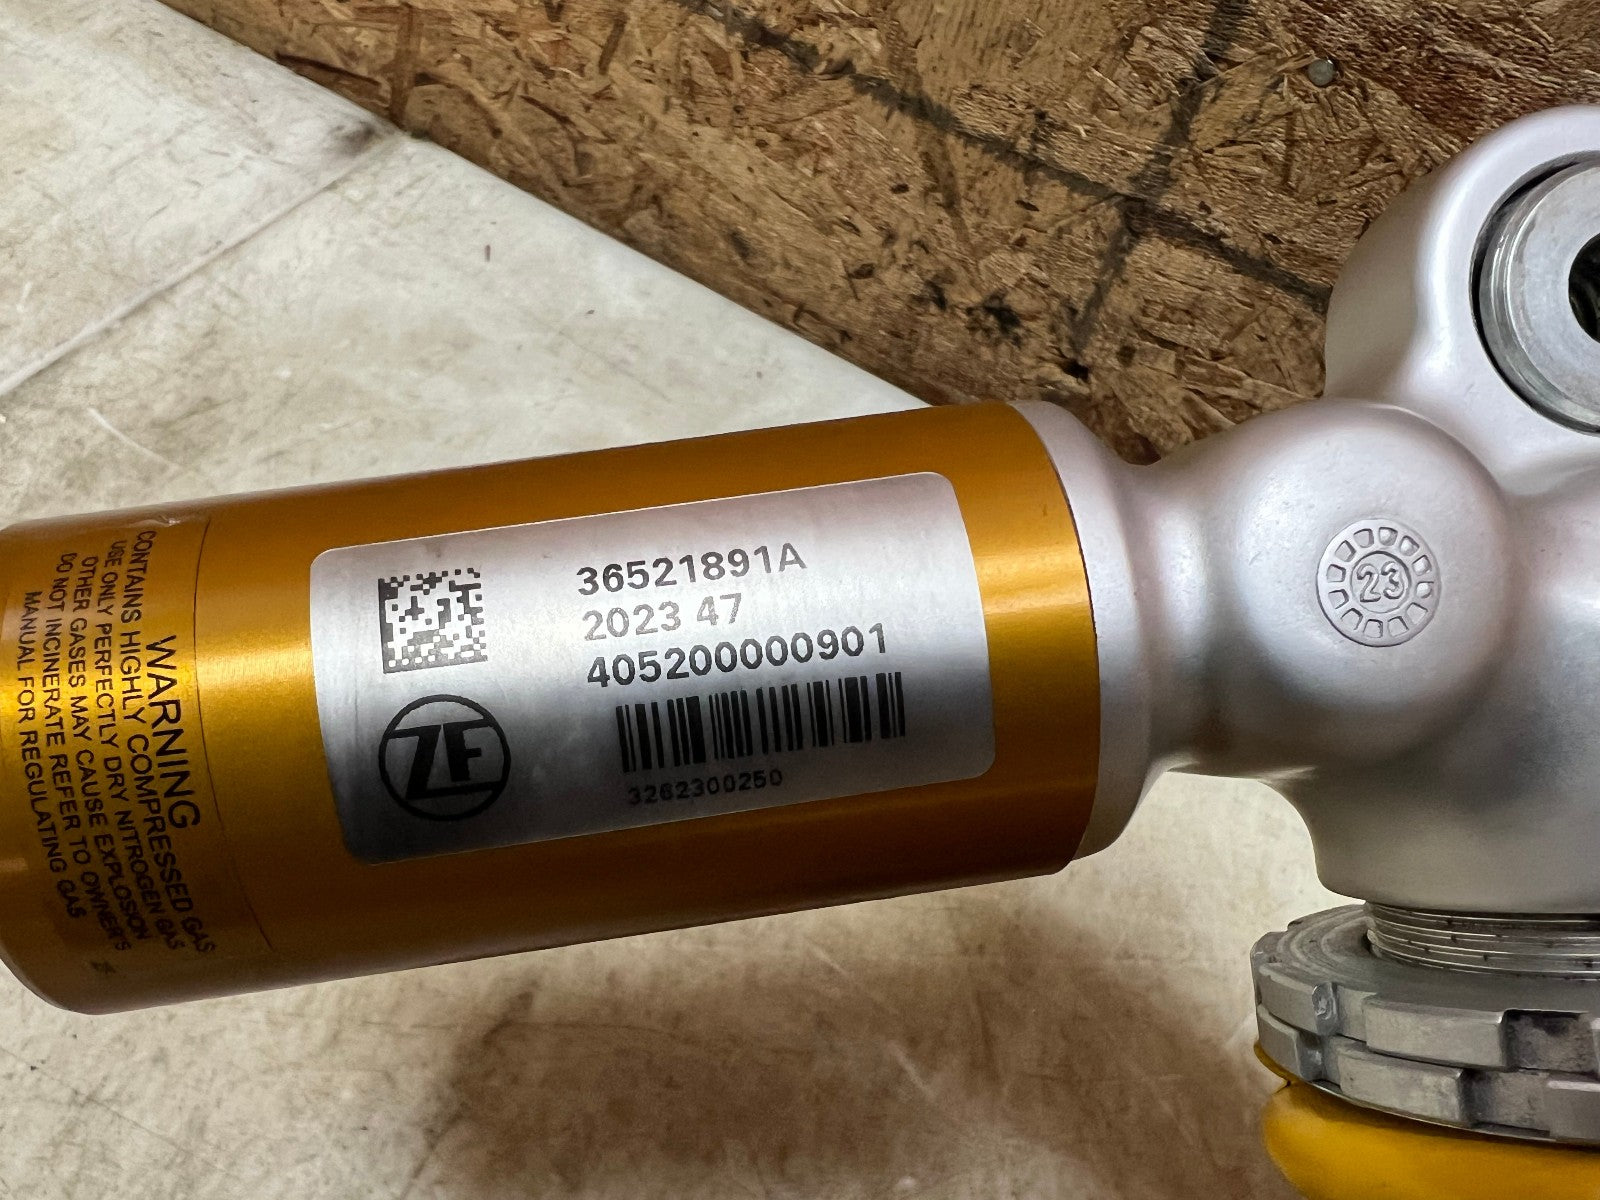 WARNING
CONTAINS HIGHLY COMPRESSED GAS
USE ONLY PERFECTLY DRY NITROGEN GAS
OTHER GASES MAY CAUSE EXPLOSION
DO NOT INCINERATE REFER TO OWNER'S
MANUAL FOR REGULATING GAS
36521891A
2023 47
405200000901
ZF
3262300250
23